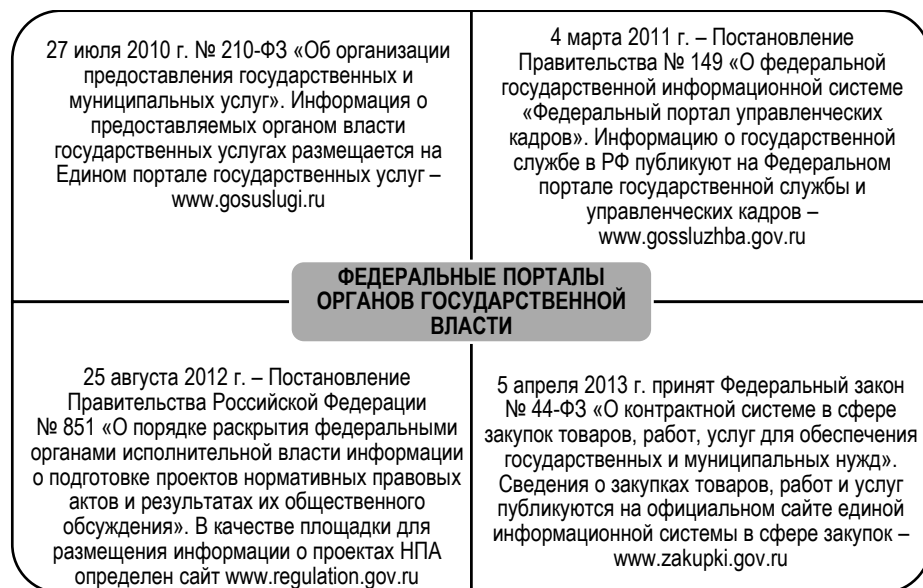 27 июля 2010 г. № 210-ФЗ «Об организации
предоставления государственных и
муниципальных услуг». Информация о
предоставляемых органом власти
государственных услугах размещается на
Едином портале государственных услуг –
www.gosuslugi.ru
4 марта 2011 г. – Постановление
Правительства № 149 «О федеральной
государственной информационной системе
«Федеральный портал управленческих
кадров». Информацию о государственной
службе в РФ публикуют на Федеральном
портале государственной службы и
управленческих кадров –
www.gossluzhba.gov.ru
ФЕДЕРАЛЬНЫЕ ПОРТАЛЫ
ОРГАНОВ ГОСУДАРСТВЕННОЙ
ВЛАСТИ
25 августа 2012 г. – Постановление
Правительства Российской Федерации
№ 851 «О порядке раскрытия федеральными
органами исполнительной власти информации
о подготовке проектов нормативных правовых
актов и результатах их общественного
обсуждения». В качестве площадки для
размещения информации о проектах НПА
определен сайт www.regulation.gov.ru
5 апреля 2013 г. принят Федеральный закон
№ 44-ФЗ «О контрактной системе в сфере
закупок товаров, работ, услуг для обеспечения
государственных и муниципальных нужд».
Сведения о закупках товаров, работ и услуг
публикуются на официальном сайте единой
информационной системы в сфере закупок –
www.zakupki.gov.ru